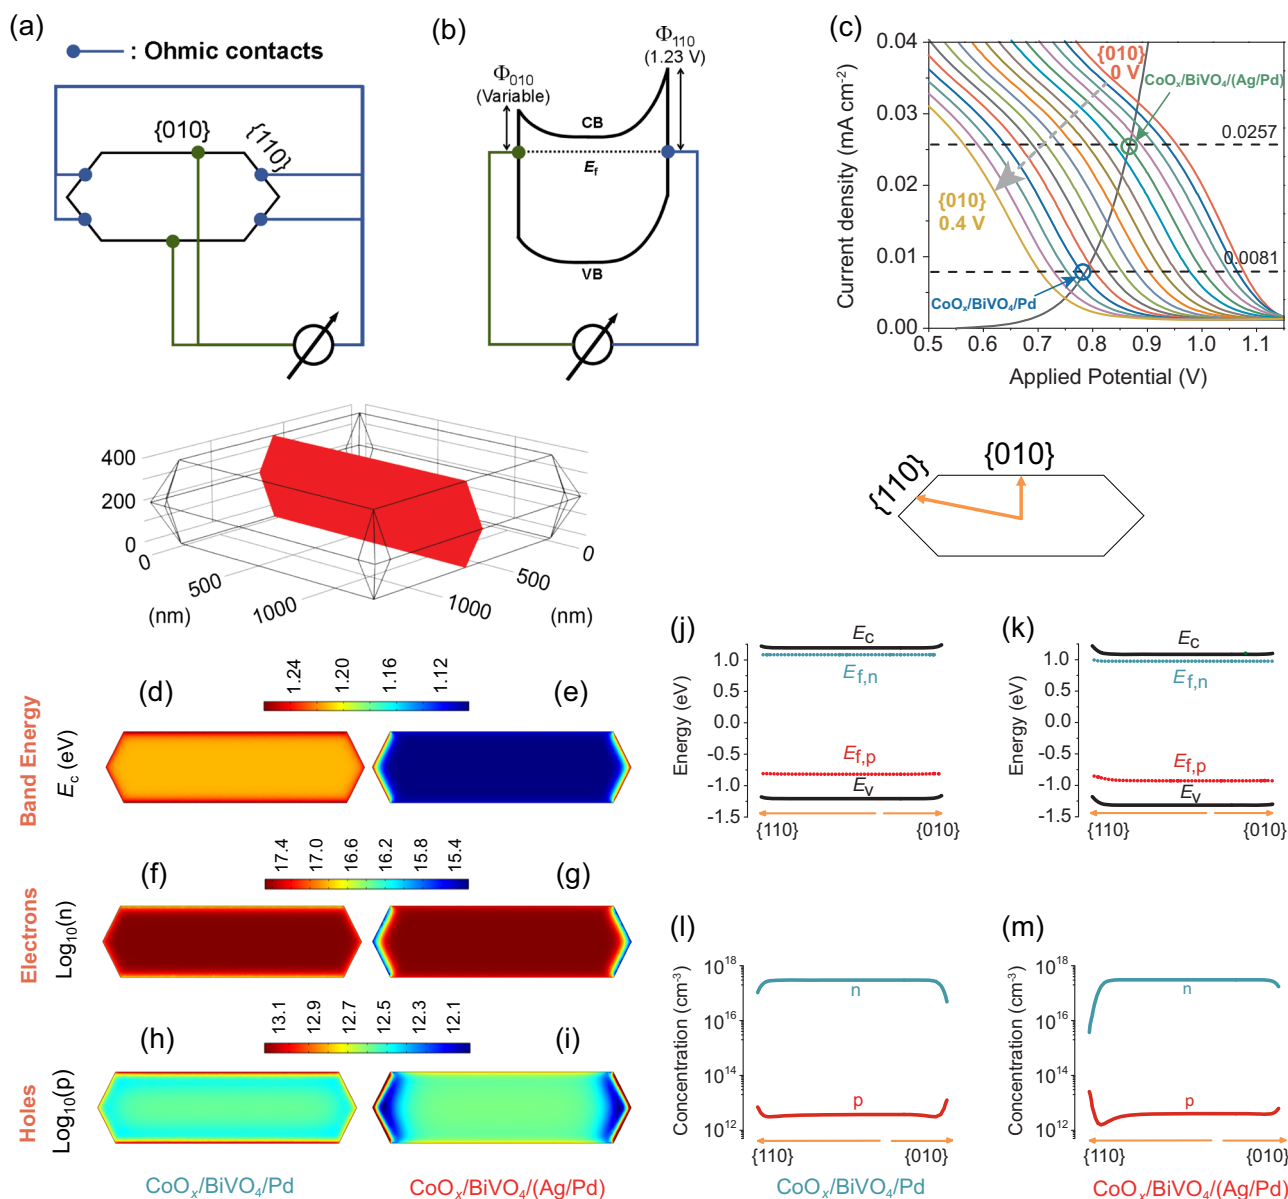 (a)
: Ohmic contacts
{010}
{110}
(b)
Φ010
(Variable)
Φ110
(1.23 V)
CB
Ef
VB
(c)
Current density (mA cm-2)
0.04
0.03
0.02
0.01
0.00
{010}
0 V
CoOx/BiVO4/(Ag/Pd)
0.0257
{010}
0.4 V
0.0081
CoOx/BiVO4/Pd
0.5 0.6 0.7 0.8 0.9 1.0 1.1
Applied Potential (V)
400
200
0
0
500
1000
(nm)
0
500
1000
(nm)
{110}
{010}
Band Energy
Ec (eV)
(d)
1.24 1.20 1.16 1.12
(e)
Electrons
Log10(n)
(f)
17.4 17.0 16.6 16.2 15.8 15.4
(g)
Holes
Log10(p)
(h)
13.1 12.9 12.7 12.5 12.3 12.1
(i)
CoOx/BiVO4/Pd
CoOx/BiVO4/(Ag/Pd)
(j)
Energy (eV)
1.0
0.5
0.0
-0.5
-1.0
-1.5
Ec
Ef,n
Ef,p
Ev
{110} {010}
(k)
Energy (eV)
1.0
0.5
0.0
-0.5
-1.0
-1.5
Ec
Ef,n
Ef,p
Ev
{110} {010}
(l)
Concentration (cm-3)
10^18
10^16
10^14
10^12
n
p
{110} {010}
CoOx/BiVO4/Pd
(m)
Concentration (cm-3)
10^18
10^16
10^14
10^12
n
p
{110} {010}
CoOx/BiVO4/(Ag/Pd)